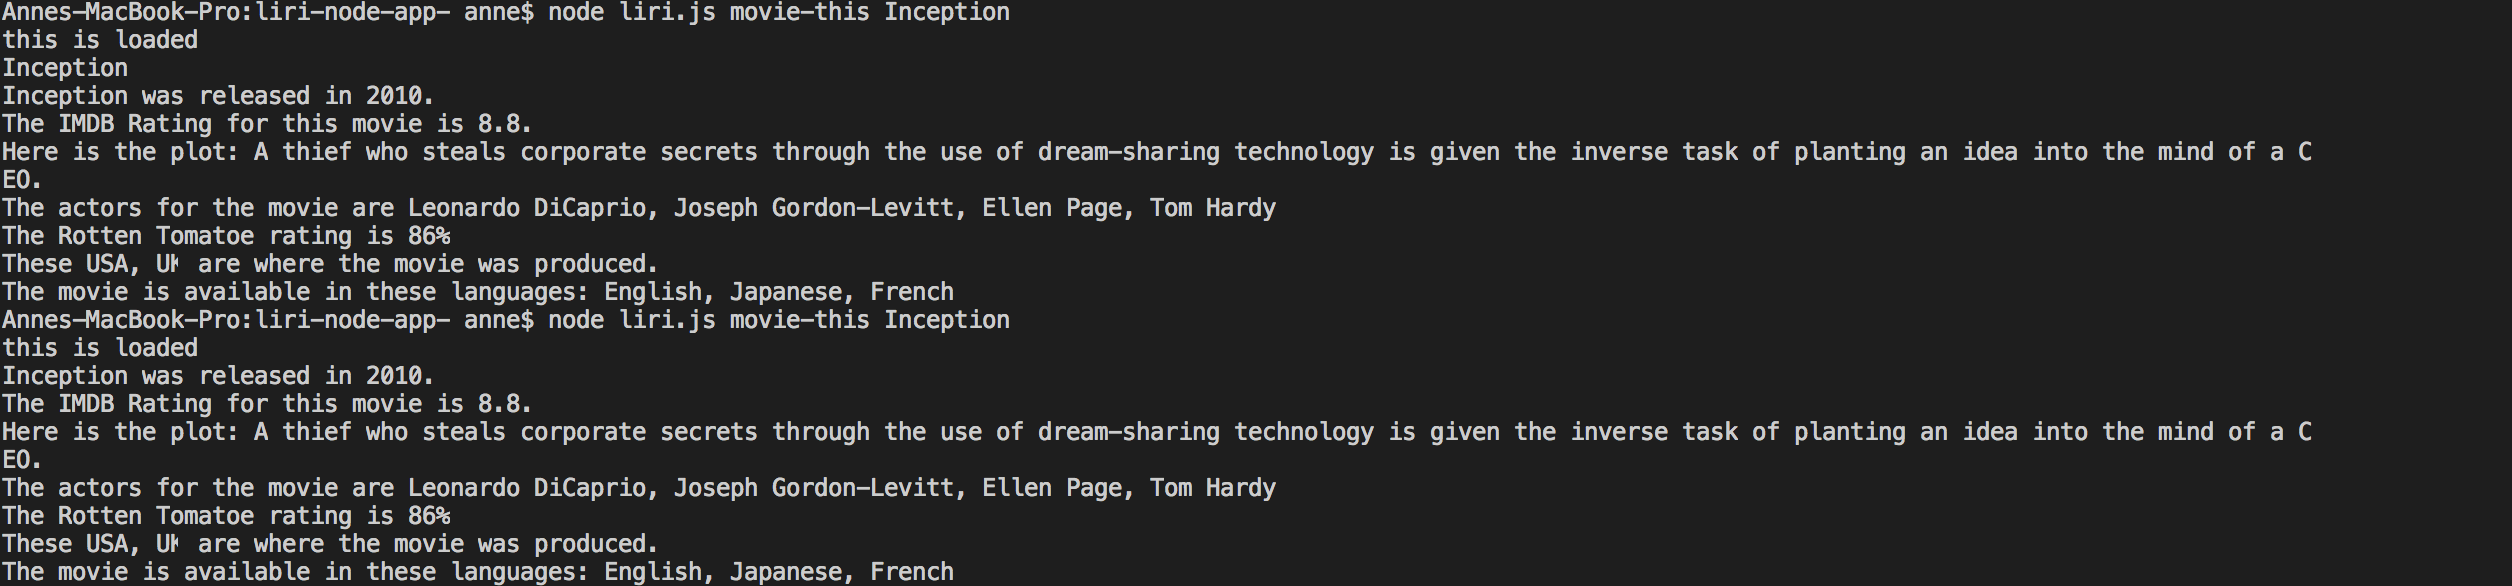 Annes-MacBook-Pro:liri-node-app- anne$ node liri.js movie-this Inception
this is loaded
Inception
Inception was released in 2010.
The IMDB Rating for this movie is 8.8.
Here is the plot: A thief who steals corporate secrets through the use of dream-sharing technology is given the inverse task of planting an idea into the mind of a C
EO.
The actors for the movie are Leonardo DiCaprio, Joseph Gordon-Levitt, Ellen Page, Tom Hardy
The Rotten Tomatoe rating is 86%
These USA, UK are where the movie was produced.
The movie is available in these languages: English, Japanese, French
Annes-MacBook-Pro:liri-node-app- anne$ node liri.js movie-this Inception
this is loaded
Inception was released in 2010.
The IMDB Rating for this movie is 8.8.
Here is the plot: A thief who steals corporate secrets through the use of dream-sharing technology is given the inverse task of planting an idea into the mind of a C
EO.
The actors for the movie are Leonardo DiCaprio, Joseph Gordon-Levitt, Ellen Page, Tom Hardy
The Rotten Tomatoe rating is 86%
These USA, UK are where the movie was produced.
The movie is available in these languages: English, Japanese, French